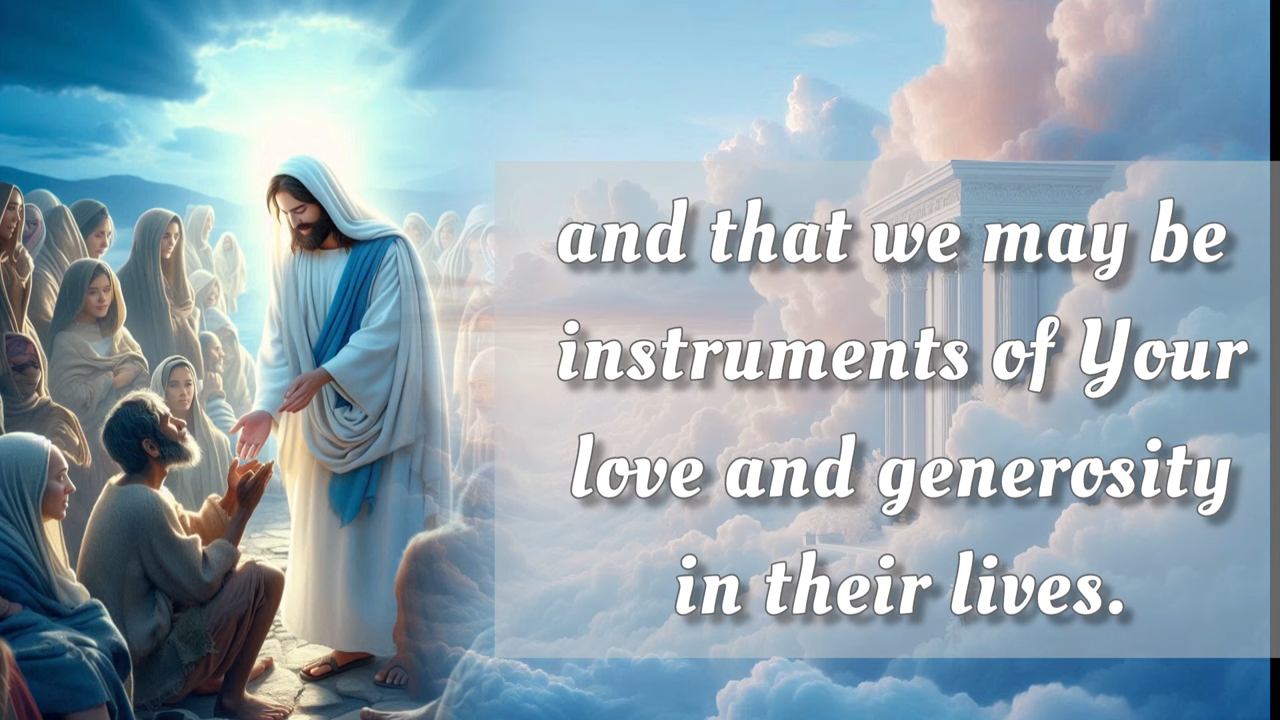 and that we may be
instruments of Your
love and generosity
in their lives.